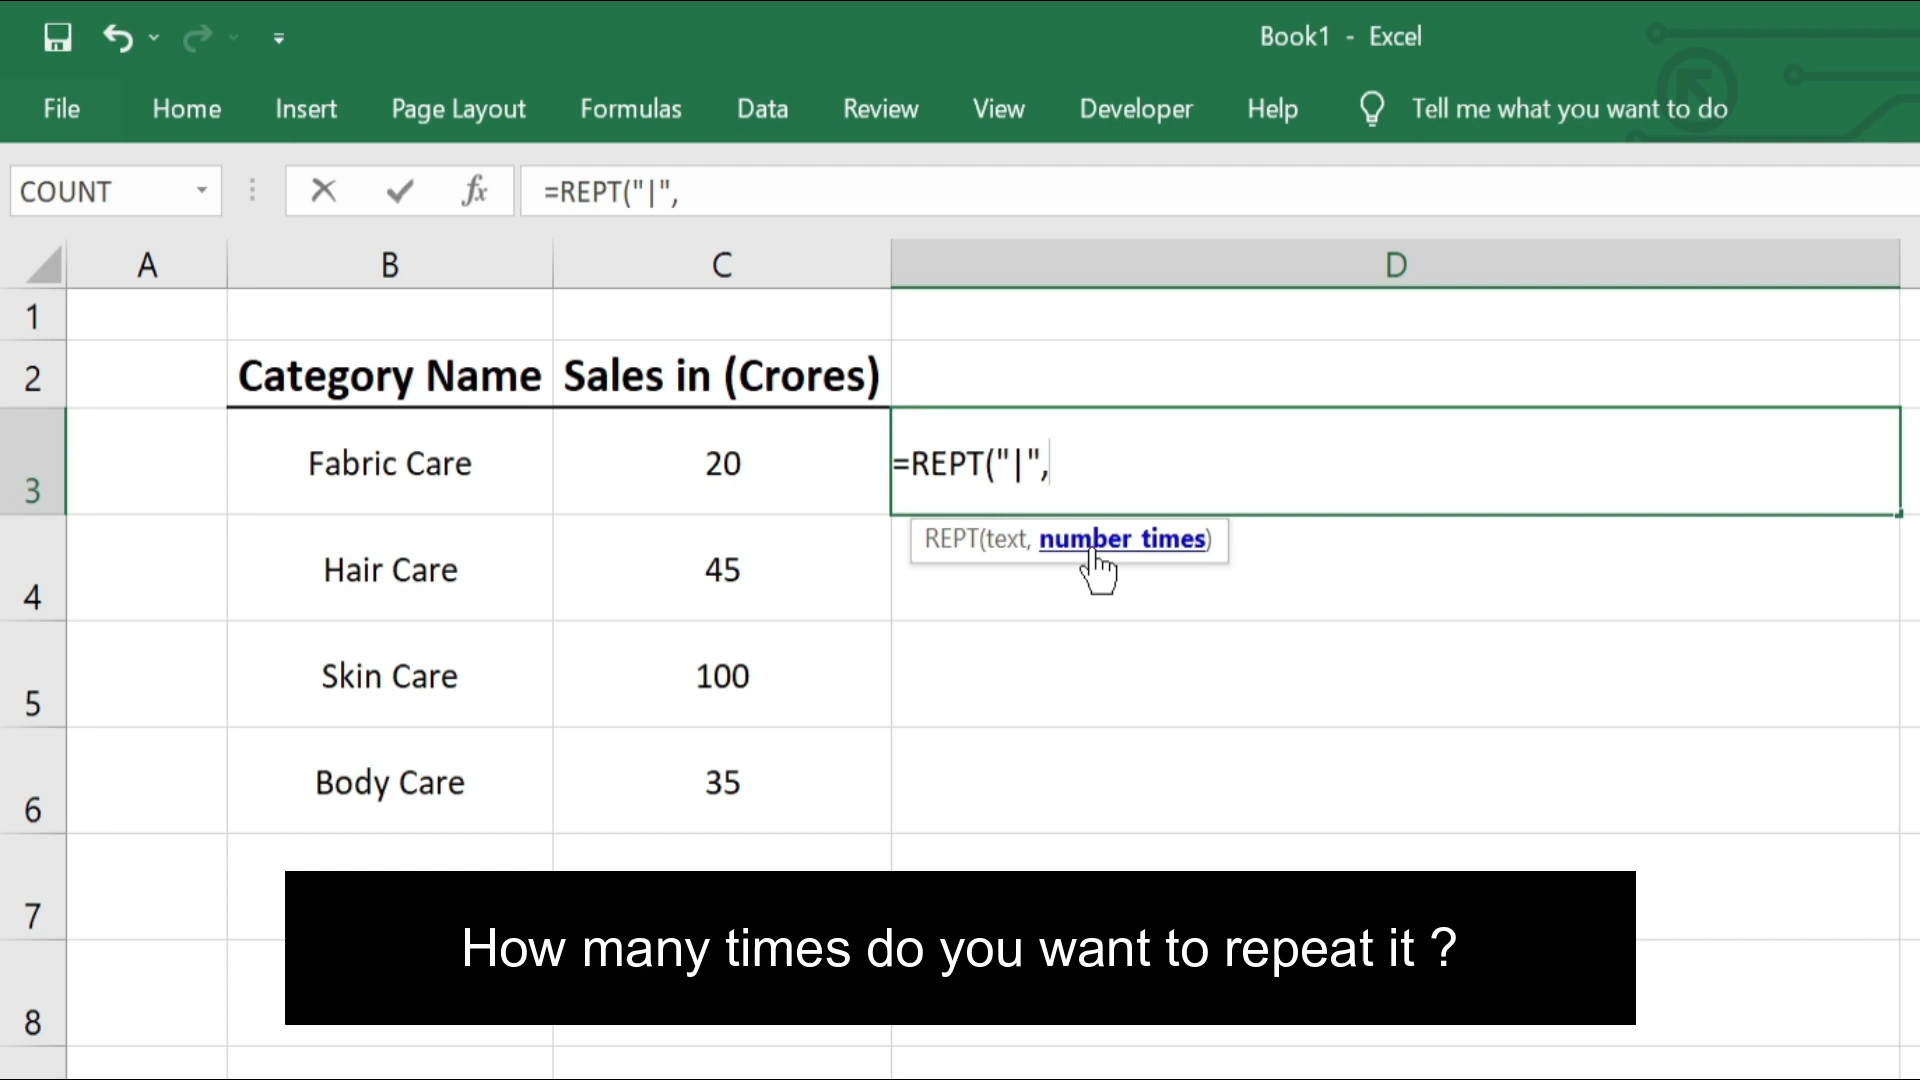 Book1 - Excel
File Home Insert Page Layout Formulas Data Review View Developer Help Tell me what you want to do
COUNT fx =REPT("|",
A B C D
1
2 Category Name Sales in (Crores)
3 Fabric Care 20 =REPT("|",
REPT(text, number times)
4 Hair Care 45
5 Skin Care 100
6 Body Care 35
7
How many times do you want to repeat it ?
8